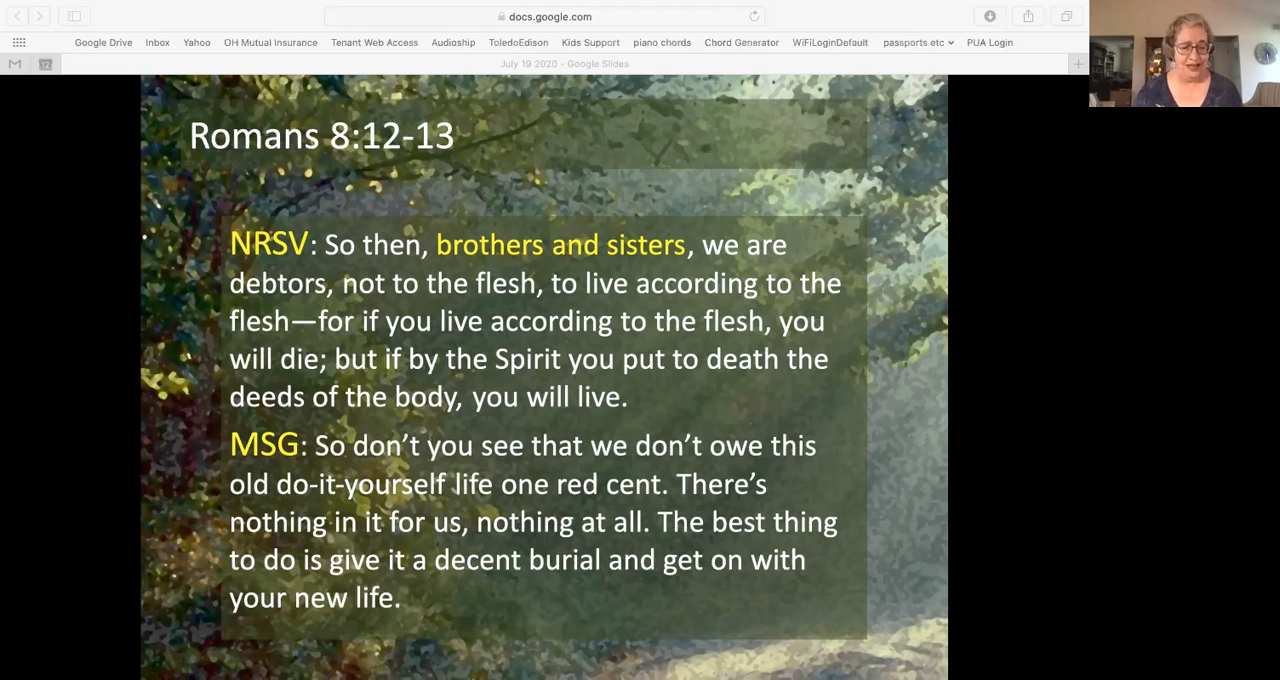 docs.google.com
Google Drive Inbox Yahoo OH Mutual Insurance Tenant Web Access Audioship ToledoEdison Kids Support piano chords Chord Generator WiFiLoginDefault passports etc PUA Login
M 12 July 19 2020 - Google Slides
Romans 8:12-13
NRSV: So then, brothers and sisters, we are
debtors, not to the flesh, to live according to the
flesh—for if you live according to the flesh, you
will die; but if by the Spirit you put to death the
deeds of the body, you will live.
MSG: So don’t you see that we don’t owe this
old do-it-yourself life one red cent. There’s
nothing in it for us, nothing at all. The best thing
to do is give it a decent burial and get on with
your new life.